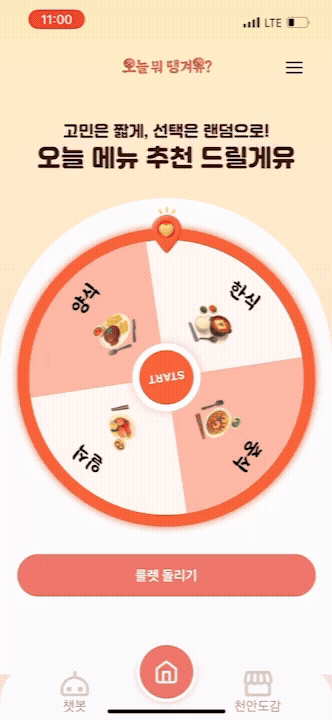 11:00
LTE
오늘 뭐 땡겨유?
고민은 짧게, 선택은 랜덤으로!
오늘 메뉴 추천 드릴게유
양식
한식
START
일식
중식
룰렛 돌리기
챗봇
천안도감